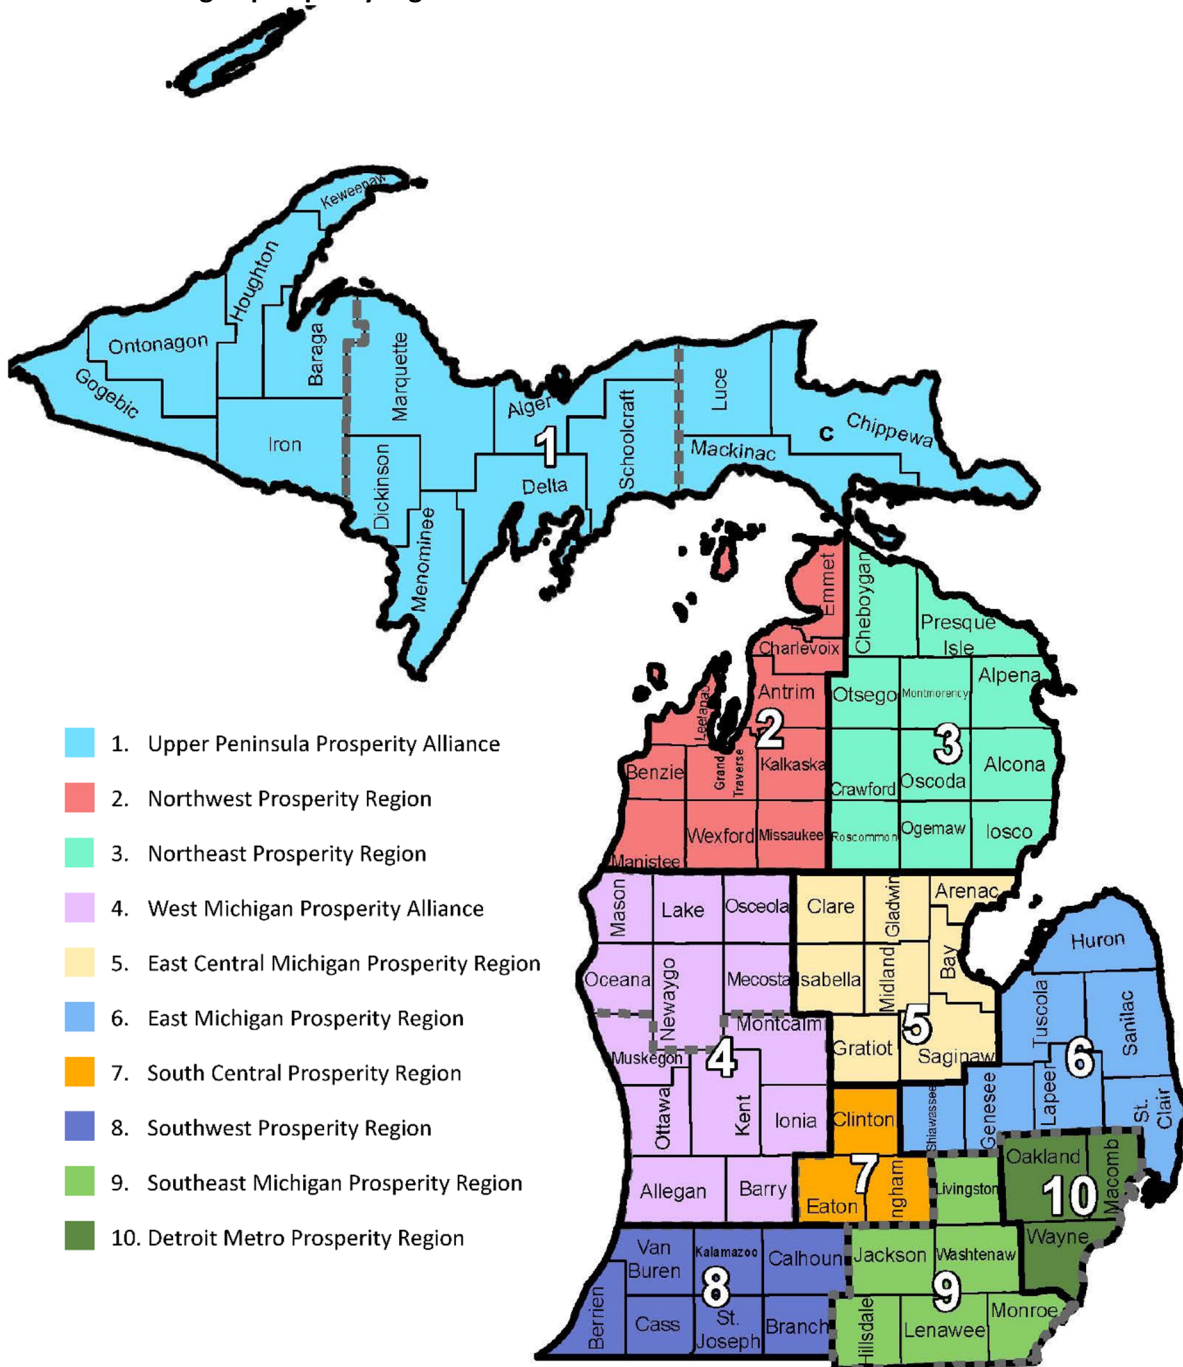 Keweenaw
Houghton
Ontonagon
Baraga
Marquette
Gogebic
Iron
Alger
Luce
Schoolcraft
c Chippewa
Mackinac
1
Dickinson
Delta
Menominee
Emmet
Cheboygan
Presque
Isle
Charlevoix
Antrim
Otsego
Montmorency
Alpena
Leelanau
2
3
Benzie
Grand
Traverse
Kalkaska
Crawford
Oscoda
Alcona
Manistee
Wexford
Missaukee
Roscommon
Ogemaw
Iosco
1. Upper Peninsula Prosperity Alliance
2. Northwest Prosperity Region
3. Northeast Prosperity Region
4. West Michigan Prosperity Alliance
5. East Central Michigan Prosperity Region
6. East Michigan Prosperity Region
7. South Central Prosperity Region
8. Southwest Prosperity Region
9. Southeast Michigan Prosperity Region
10. Detroit Metro Prosperity Region
Mason
Lake
Osceola
Clare
Gladwin
Arenac
Huron
Oceana
Newaygo
Mecosta
Isabella
Midland
Bay
Tuscola
Sanilac
Montcalm
Muskegon
4
Gratiot
5
Saginaw
6
Ottawa
Kent
Ionia
Clinton
Shiawassee
Genesee
Lapeer
St.
Clair
Allegan
Barry
Eaton
7
ngham
Livingston
Oakland
Macomb
10
Van
Buren
Kalamazoo
Calhoun
Jackson
Washtenaw
Wayne
8
9
Berrien
Cass
St.
Joseph
Branch
Hillsdale
Lenawee
Monroe